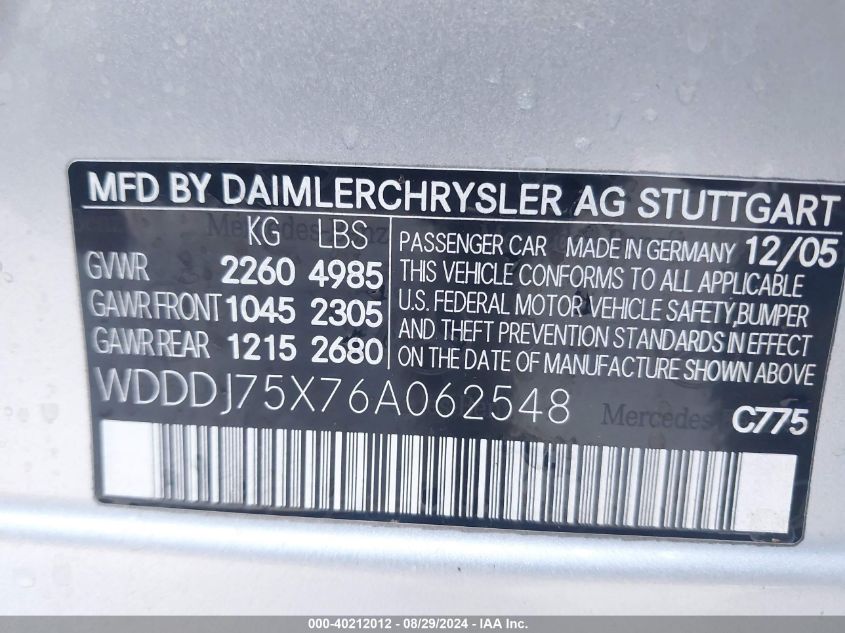 MFD BY DAIMLERCHRYSLER AG STUTTGART
KG LBS
GVWR 2260 4985
GAWR FRONT 1045 2305
GAWR REAR 1215 2680
PASSENGER CAR MADE IN GERMANY 12/05
THIS VEHICLE CONFORMS TO ALL APPLICABLE
U.S. FEDERAL MOTOR VEHICLE SAFETY,BUMPER
AND THEFT PREVENTION STANDARDS IN EFFECT
ON THE DATE OF MANUFACTURE SHOWN ABOVE
WDDDJ75X76A062548
Mercedes
C775
000-40212012 - 08/29/2024 - IAA Inc.